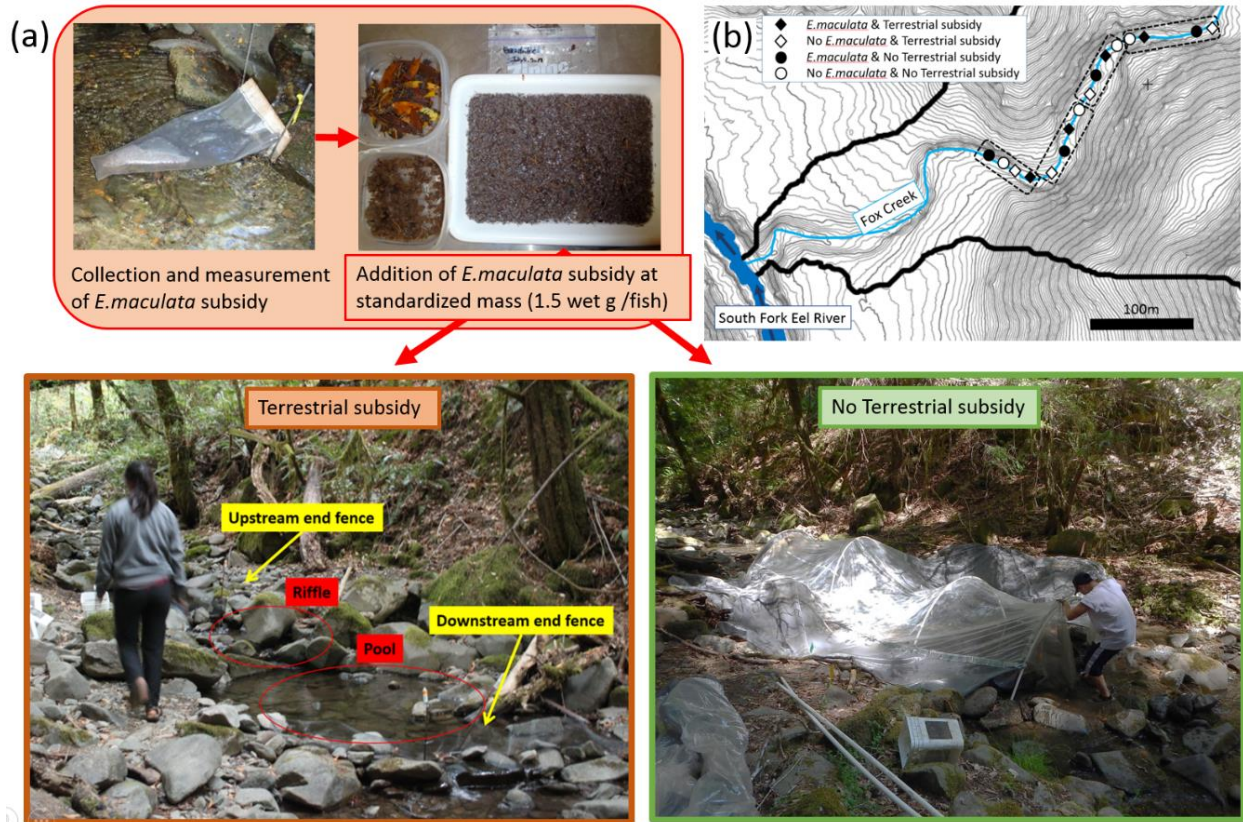 (a)
Collection and measurement
of E.maculata subsidy
Addition of E.maculata subsidy at
standardized mass (1.5 wet g /fish)
(b)
E.maculata & Terrestrial subsidy
No E.maculata & Terrestrial subsidy
E.maculata & No Terrestrial subsidy
No E.maculata & No Terrestrial subsidy
Fox Creek
South Fork Eel River
100m
Terrestrial subsidy
Upstream end fence
Riffle
Downstream end fence
Pool
No Terrestrial subsidy